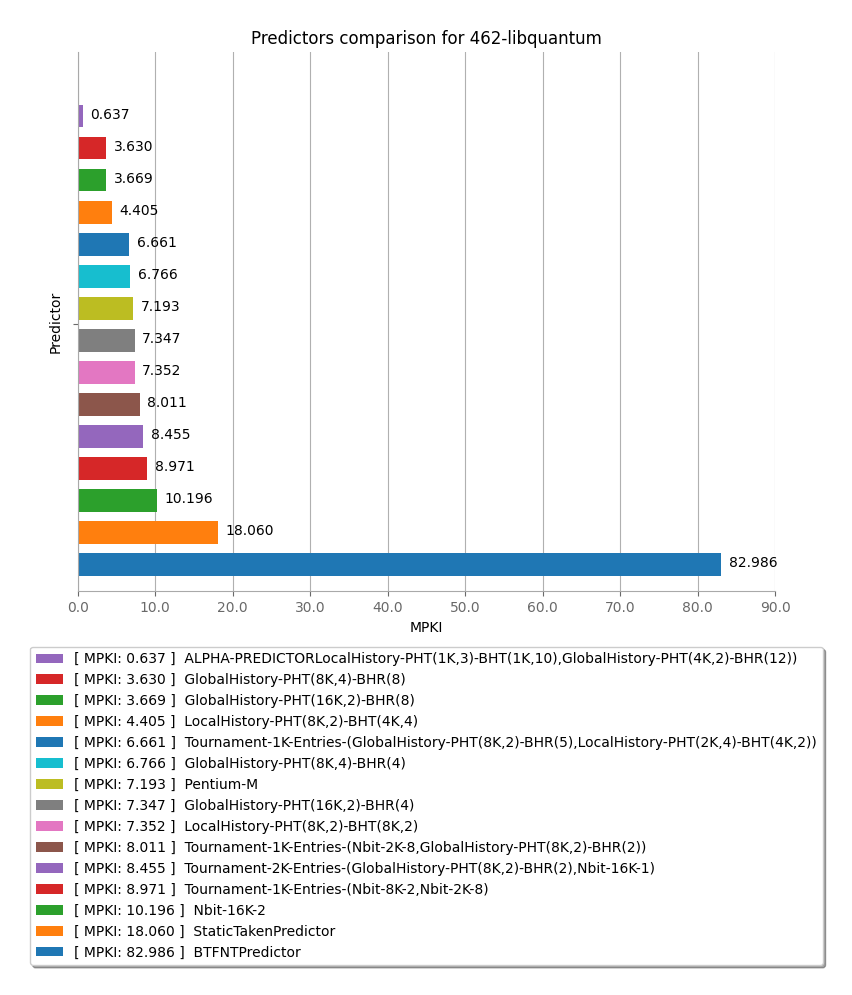 Predictors comparison for 462-libquantum
0.637
3.630
3.669
4.405
6.661
6.766
7.193
7.347
7.352
8.011
8.455
8.971
10.196
18.060
82.986
Predictor
0.0 10.0 20.0 30.0 40.0 50.0 60.0 70.0 80.0 90.0
MPKI
[ MPKI: 0.637 ] ALPHA-PREDICTORLocalHistory-PHT(1K,3)-BHT(1K,10),GlobalHistory-PHT(4K,2)-BHR(12))
[ MPKI: 3.630 ] GlobalHistory-PHT(8K,4)-BHR(8)
[ MPKI: 3.669 ] GlobalHistory-PHT(16K,2)-BHR(8)
[ MPKI: 4.405 ] LocalHistory-PHT(8K,2)-BHT(4K,4)
[ MPKI: 6.661 ] Tournament-1K-Entries-(GlobalHistory-PHT(8K,2)-BHR(5),LocalHistory-PHT(2K,4)-BHT(4K,2))
[ MPKI: 6.766 ] GlobalHistory-PHT(8K,4)-BHR(4)
[ MPKI: 7.193 ] Pentium-M
[ MPKI: 7.347 ] GlobalHistory-PHT(16K,2)-BHR(4)
[ MPKI: 7.352 ] LocalHistory-PHT(8K,2)-BHT(8K,2)
[ MPKI: 8.011 ] Tournament-1K-Entries-(Nbit-2K-8,GlobalHistory-PHT(8K,2)-BHR(2))
[ MPKI: 8.455 ] Tournament-2K-Entries-(GlobalHistory-PHT(8K,2)-BHR(2),Nbit-16K-1)
[ MPKI: 8.971 ] Tournament-1K-Entries-(Nbit-8K-2,Nbit-2K-8)
[ MPKI: 10.196 ] Nbit-16K-2
[ MPKI: 18.060 ] StaticTakenPredictor
[ MPKI: 82.986 ] BTFNTPredictor